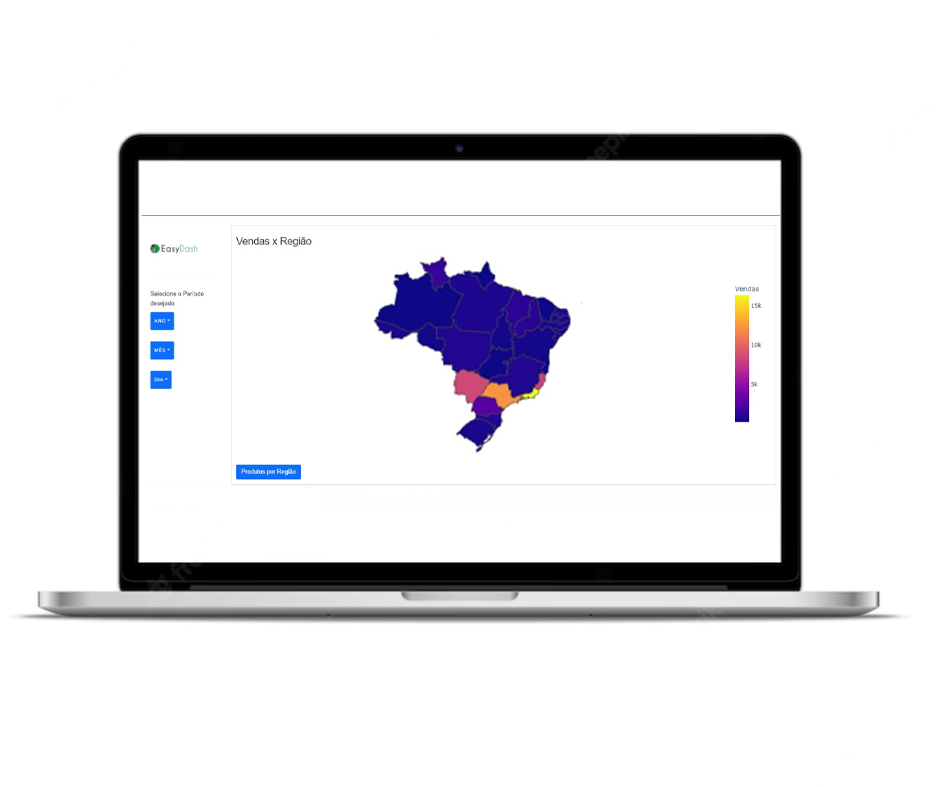 EasyDash
Vendas x Região
Selecione o Período
desejado
ANO
MÊS
DIA
Vendas
15k
10k
5k
Produtos por Região